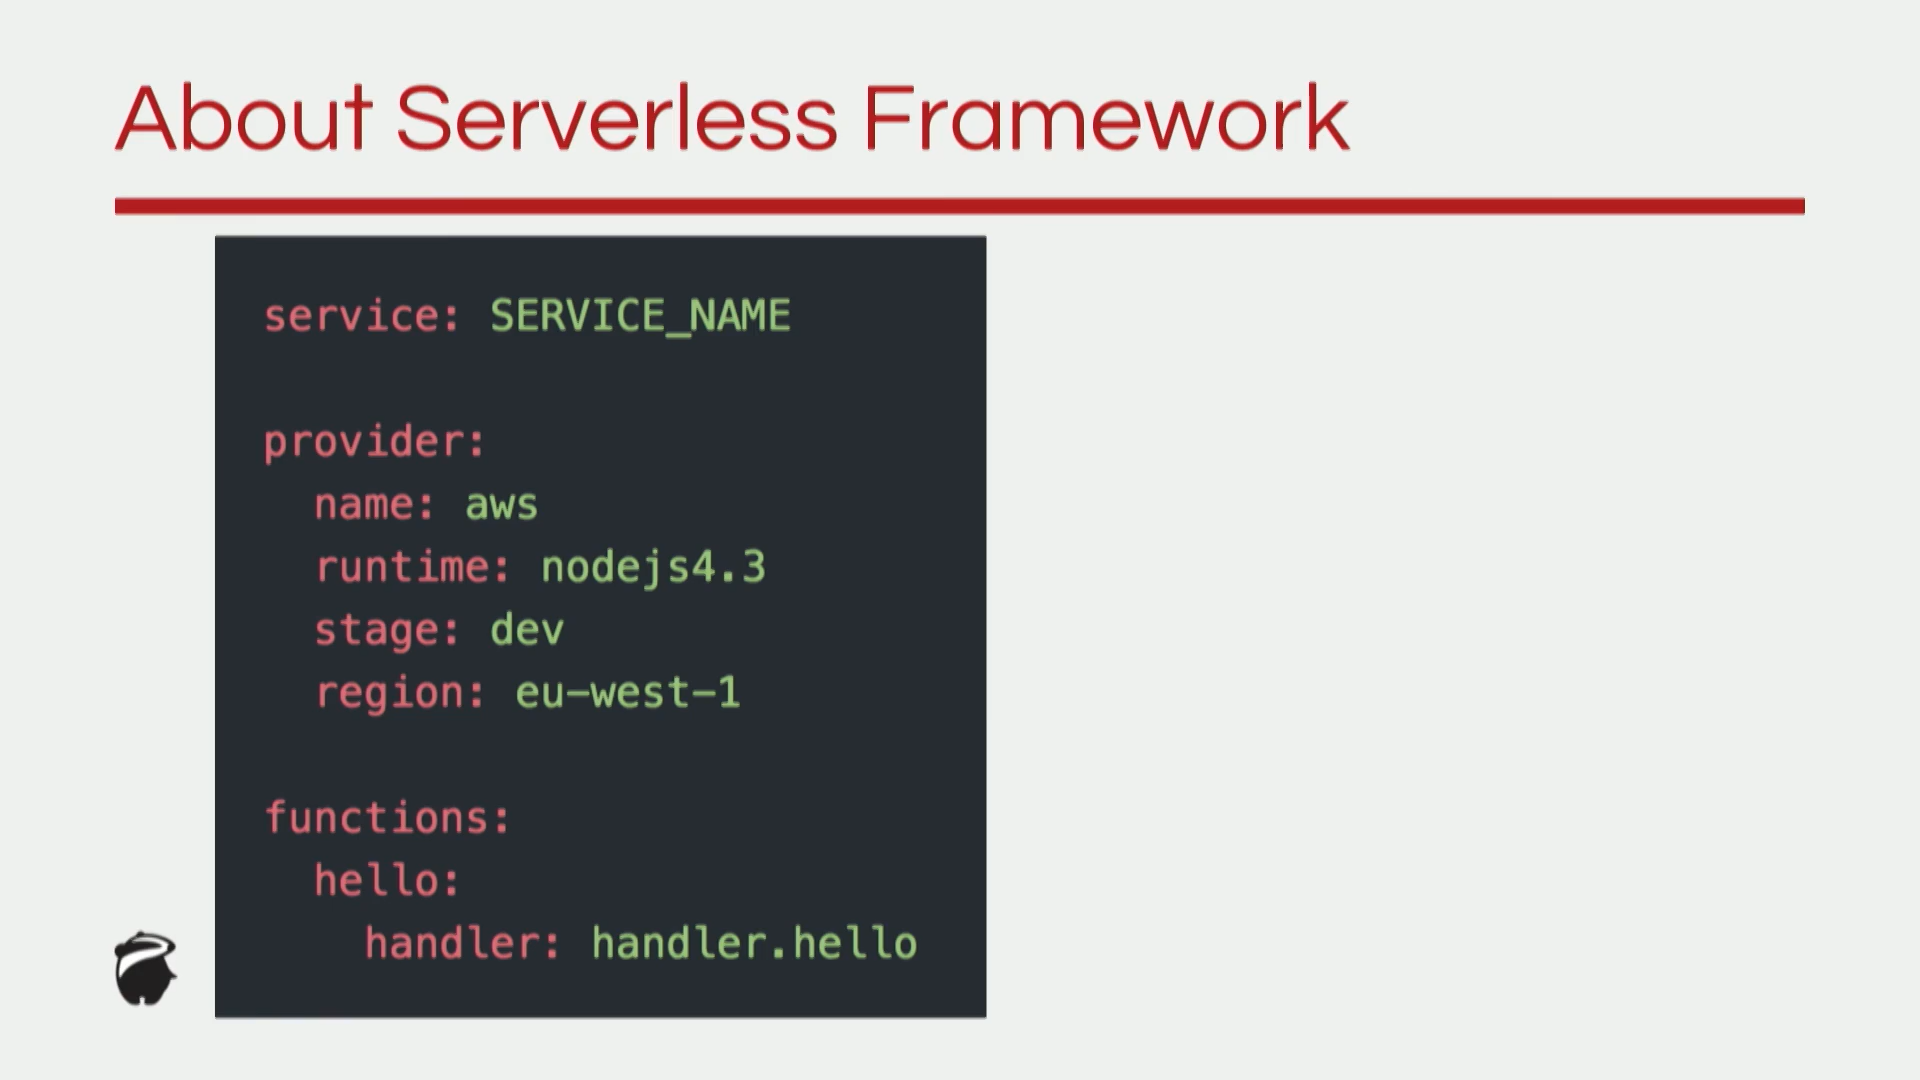 About Serverless Framework
service: SERVICE_NAME
provider:
name: aws
runtime: nodejs4.3
stage: dev
region: eu-west-1
functions:
hello:
handler: handler.hello